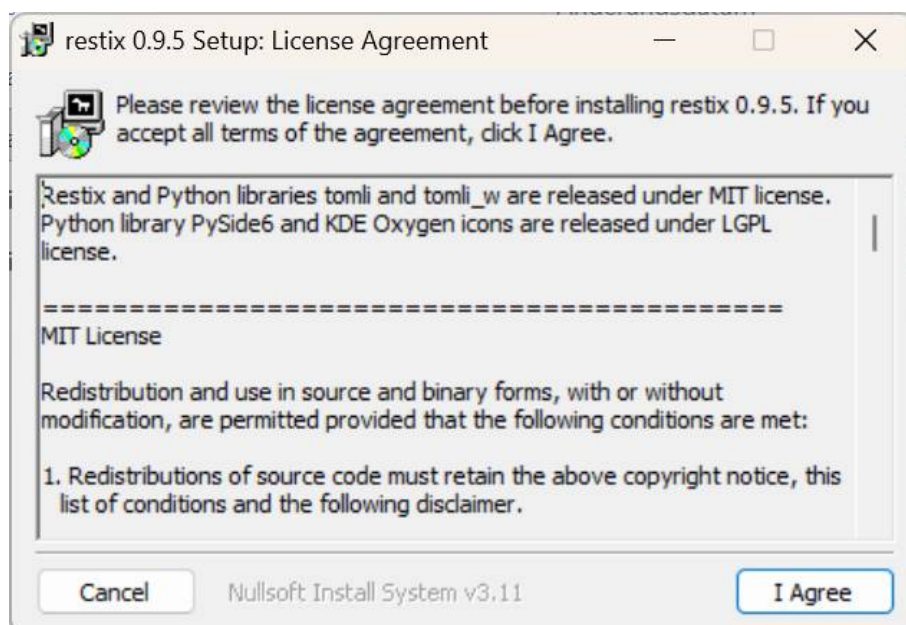 restix 0.9.5 Setup: License Agreement
Please review the license agreement before installing restix 0.9.5. If you
accept all terms of the agreement, click I Agree.
Restix and Python libraries tomli and tomli_w are released under MIT license.
Python library PySide6 and KDE Oxygen icons are released under LGPL
license.
===========================================
MIT License
Redistribution and use in source and binary forms, with or without
modification, are permitted provided that the following conditions are met:
1. Redistributions of source code must retain the above copyright notice, this
list of conditions and the following disclaimer.
Cancel
Nullsoft Install System v3.11
I Agree